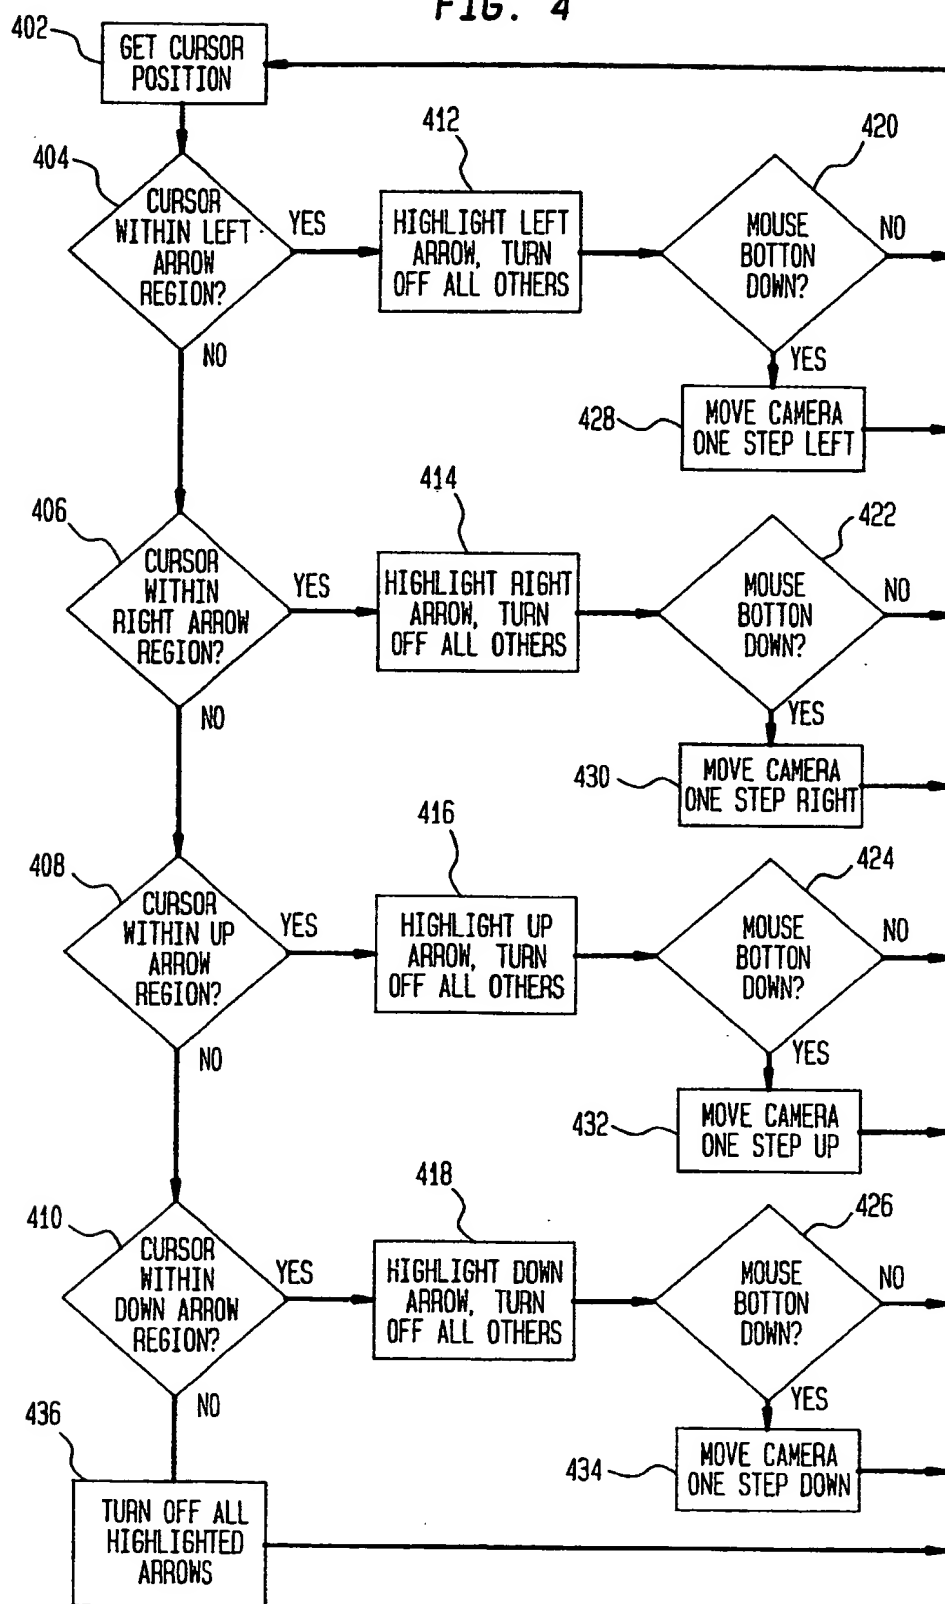 FIG. 4
402
GET CURSOR
POSITION
404
CURSOR
WITHIN LEFT
ARROW
REGION?
YES
NO
412
HIGHLIGHT LEFT
ARROW, TURN
OFF ALL OTHERS
420
MOUSE
BOTTON
DOWN?
NO
YES
428
MOVE CAMERA
ONE STEP LEFT
406
CURSOR
WITHIN
RIGHT ARROW
REGION?
YES
NO
414
HIGHLIGHT RIGHT
ARROW, TURN
OFF ALL OTHERS
422
MOUSE
BOTTON
DOWN?
NO
YES
430
MOVE CAMERA
ONE STEP RIGHT
408
CURSOR
WITHIN UP
ARROW
REGION?
YES
NO
416
HIGHLIGHT UP
ARROW, TURN
OFF ALL OTHERS
424
MOUSE
BOTTON
DOWN?
NO
YES
432
MOVE CAMERA
ONE STEP UP
410
CURSOR
WITHIN
DOWN ARROW
REGION?
YES
NO
418
HIGHLIGHT DOWN
ARROW, TURN
OFF ALL OTHERS
426
MOUSE
BOTTON
DOWN?
NO
YES
434
MOVE CAMERA
ONE STEP DOWN
436
TURN OFF ALL
HIGHLIGHTED
ARROWS